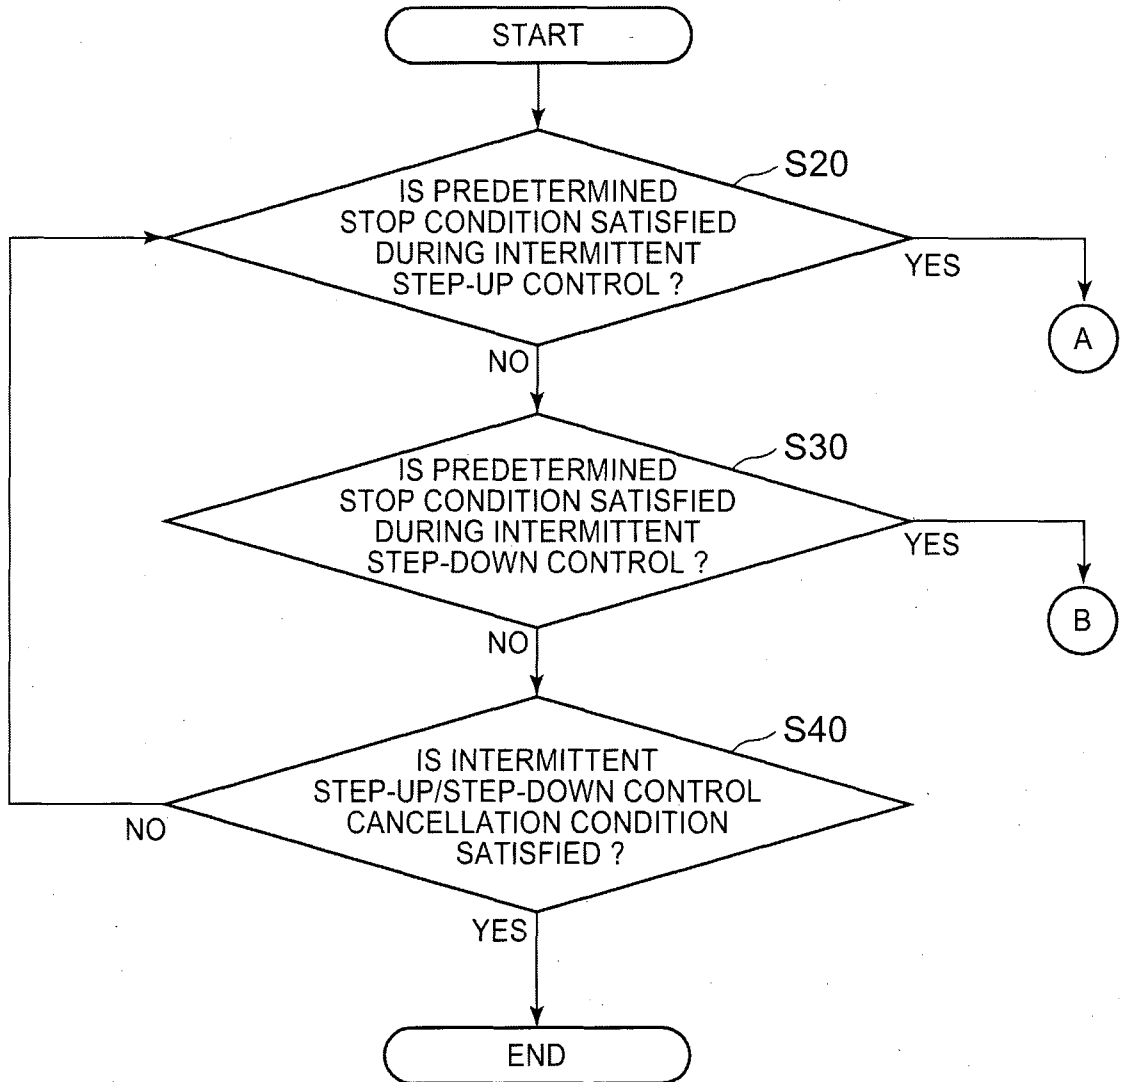 START
S20
IS PREDETERMINED
STOP CONDITION SATISFIED
DURING INTERMITTENT
STEP-UP CONTROL ?
YES
A
NO
S30
IS PREDETERMINED
STOP CONDITION SATISFIED
DURING INTERMITTENT
STEP-DOWN CONTROL ?
YES
B
NO
S40
IS INTERMITTENT
STEP-UP/STEP-DOWN CONTROL
CANCELLATION CONDITION
SATISFIED ?
NO
YES
END